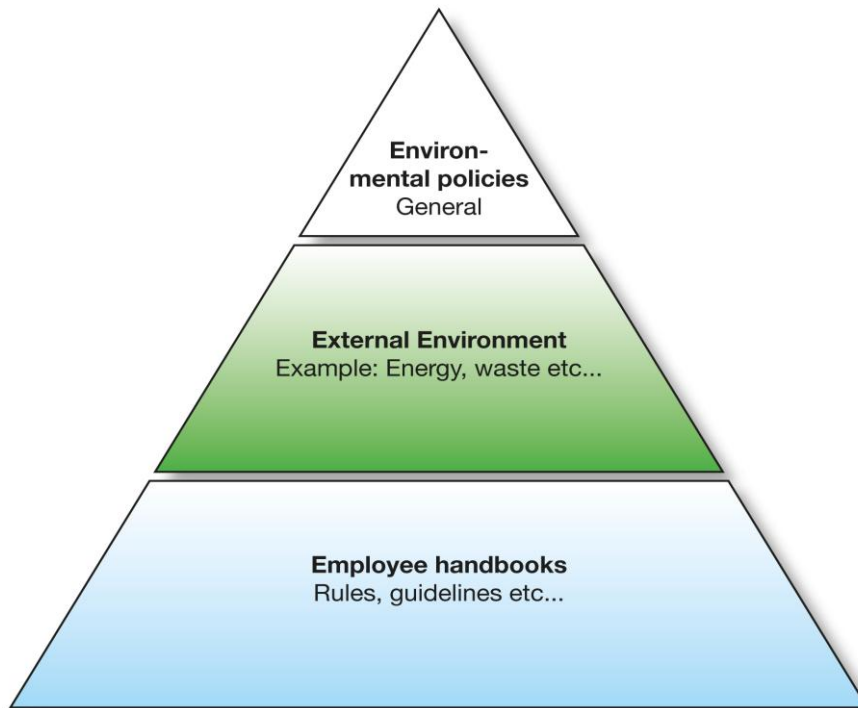 Environ-
mental policies
General
External Environment
Example: Energy, waste etc...
Employee handbooks
Rules, guidelines etc...